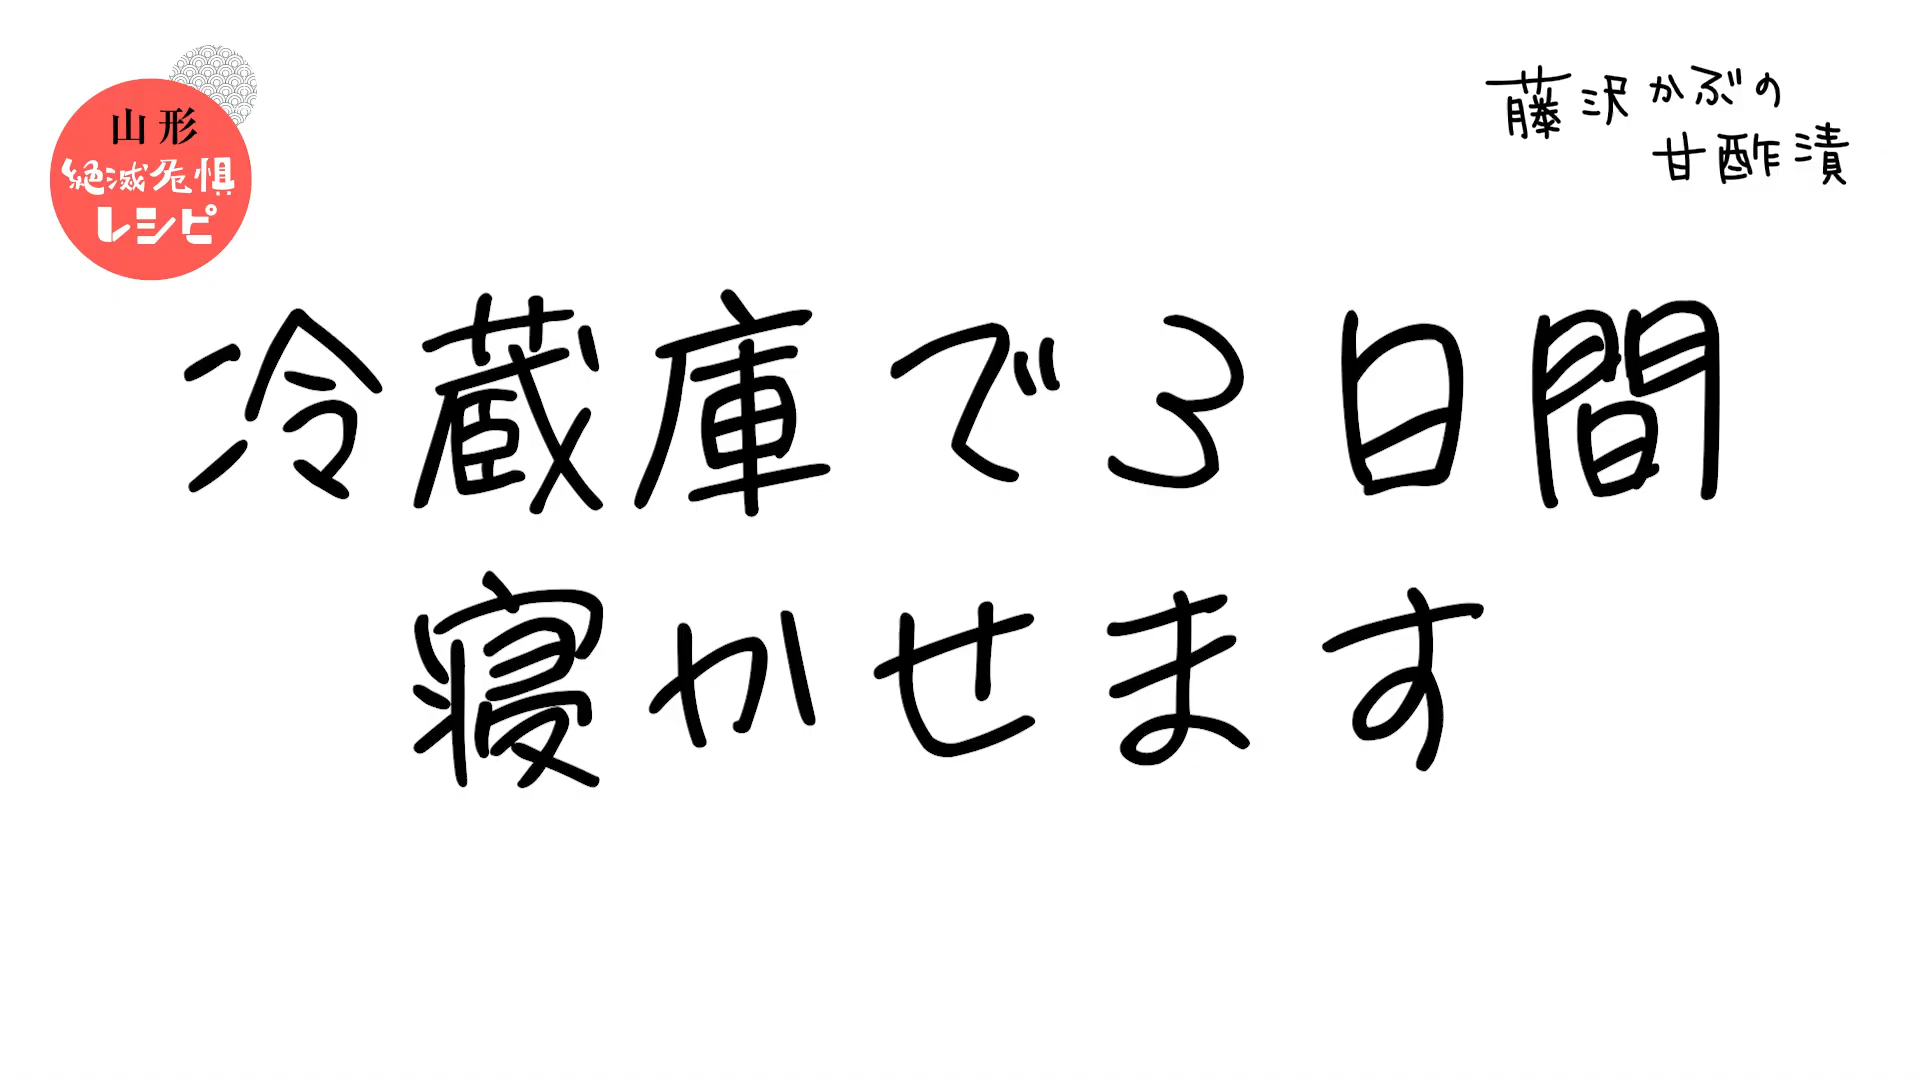 山形
絶滅危惧
レシピ
藤沢かぶの
甘酢漬
冷蔵庫で3日間
寝かせます